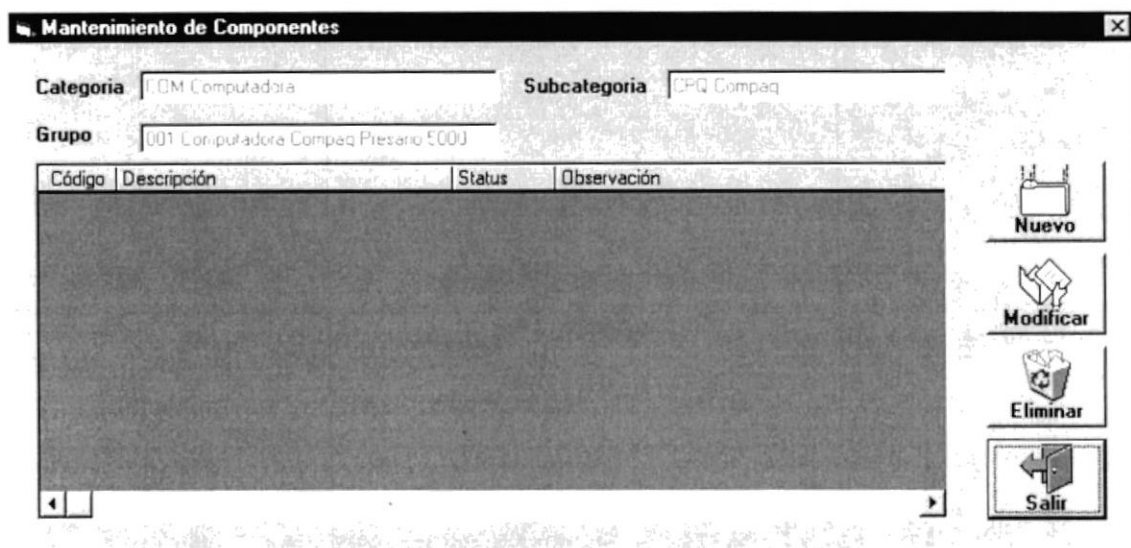 Mantenimiento de Componentes
Categoria COM Computadora Subcategoria CPQ Compaq
Grupo 001 Computadora Compaq Presario 5000
Código Descripción Status Observación
Nuevo
Modificar
Eliminar
Salir